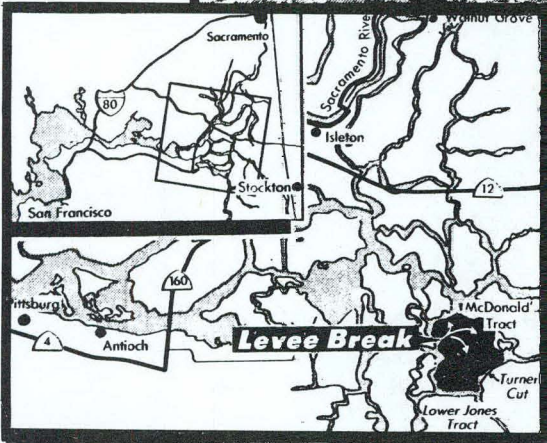 Sacramento
80
Stockton
San Francisco
Walnut Grove
Sacramento River
Isleton
12
160
ittsburg
4
Antioch
Levee Break
McDonald'
Tract
Turner
Cut
Lower Jones
Tract